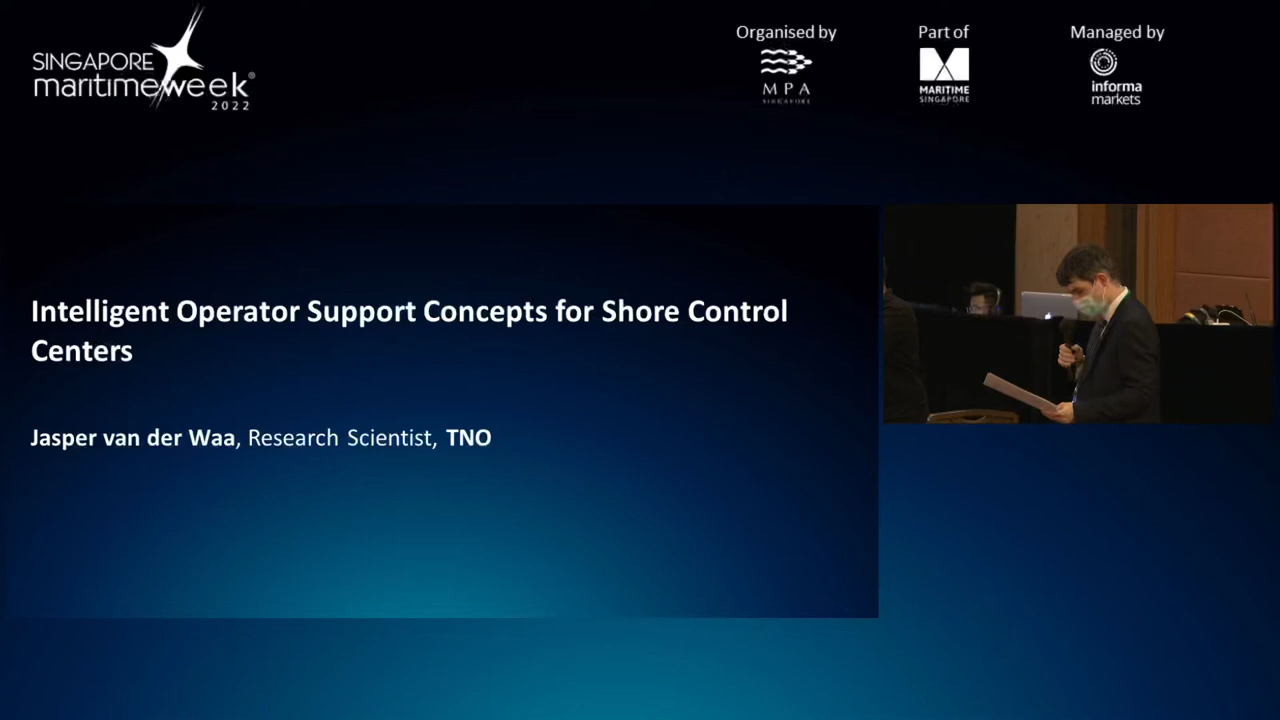 SINGAPORE
maritimeweek®
2022
Organised by
MPA
SINGAPORE
Part of
MARITIME
SINGAPORE
Managed by
informa
markets
Intelligent Operator Support Concepts for Shore Control
Centers
Jasper van der Waa, Research Scientist, TNO